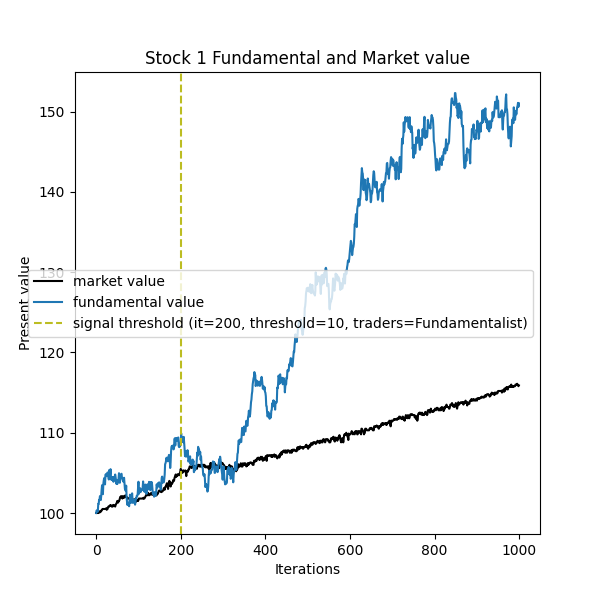 Stock 1 Fundamental and Market value
150
140
130
120
110
100
Present value
market value
fundamental value
signal threshold (it=200, threshold=10, traders=Fundamentalist)
0 200 400 600 800 1000
Iterations